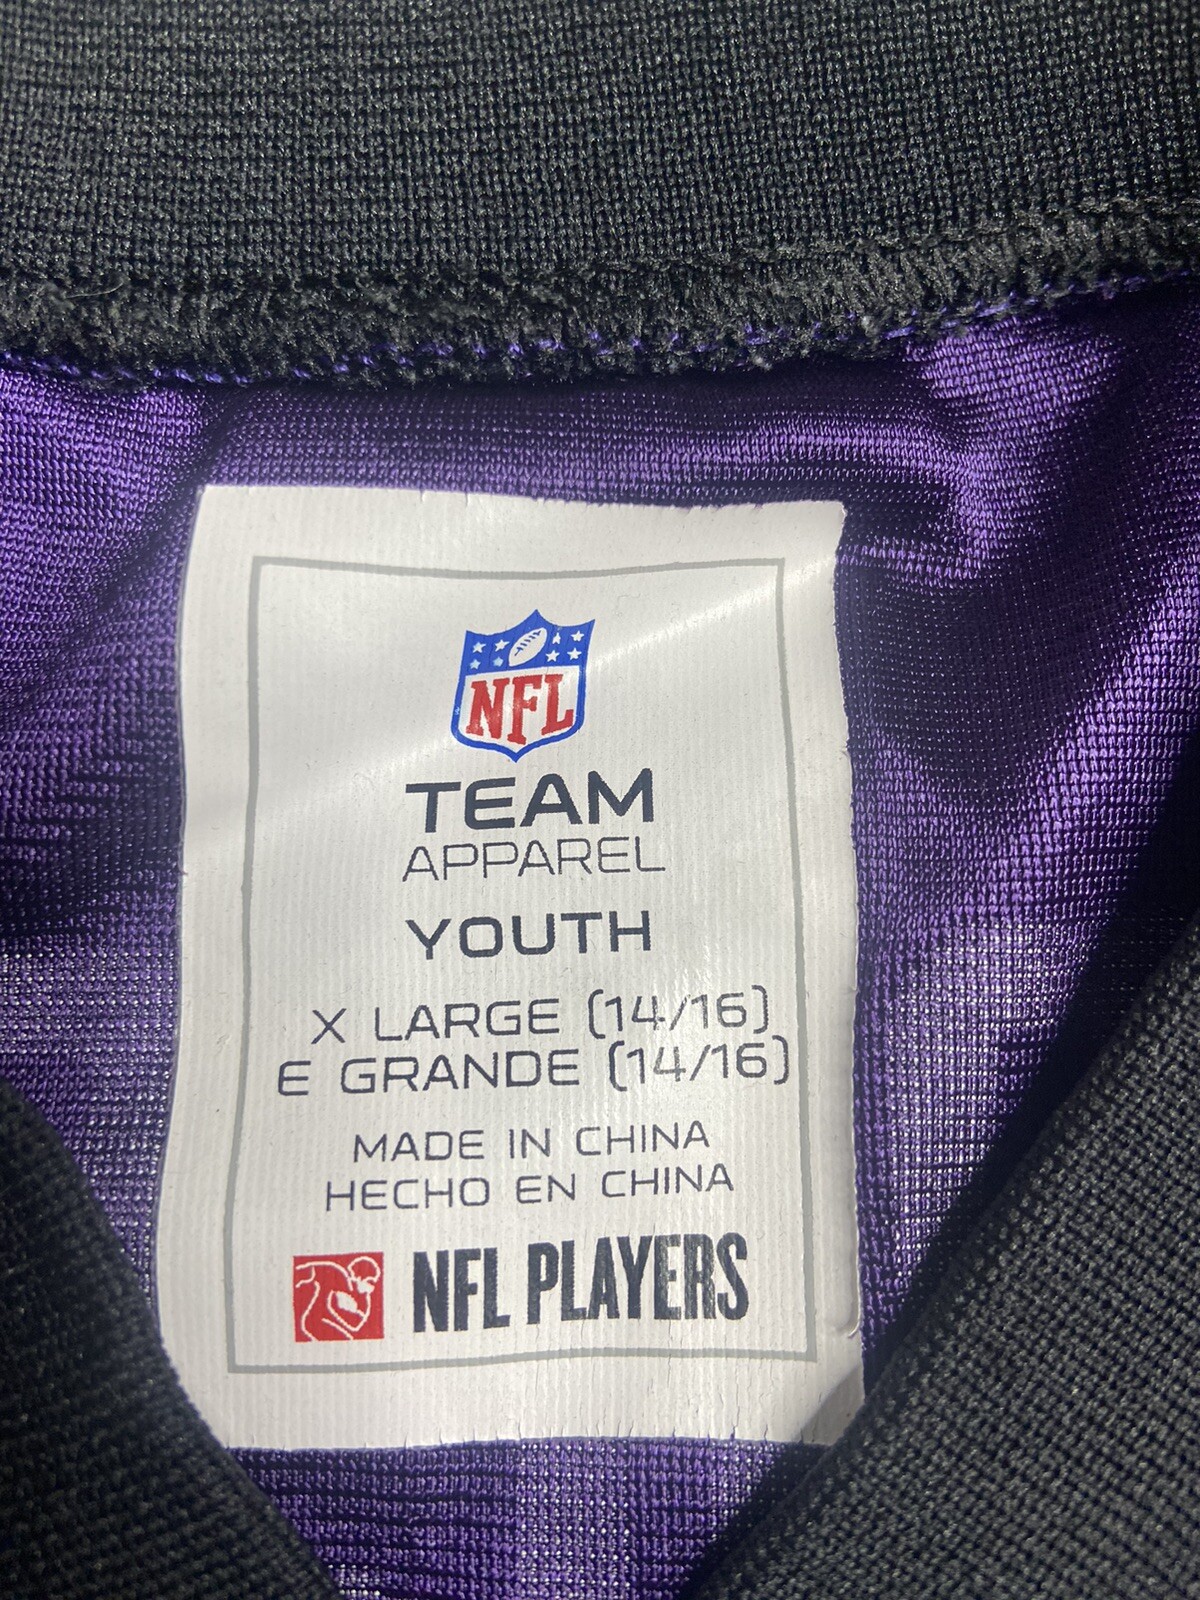 NFL
TEAM
APPAREL
YOUTH
X LARGE (14/16)
E GRANDE (14/16)
MADE IN CHINA
HECHO EN CHINA
NFL PLAYERS